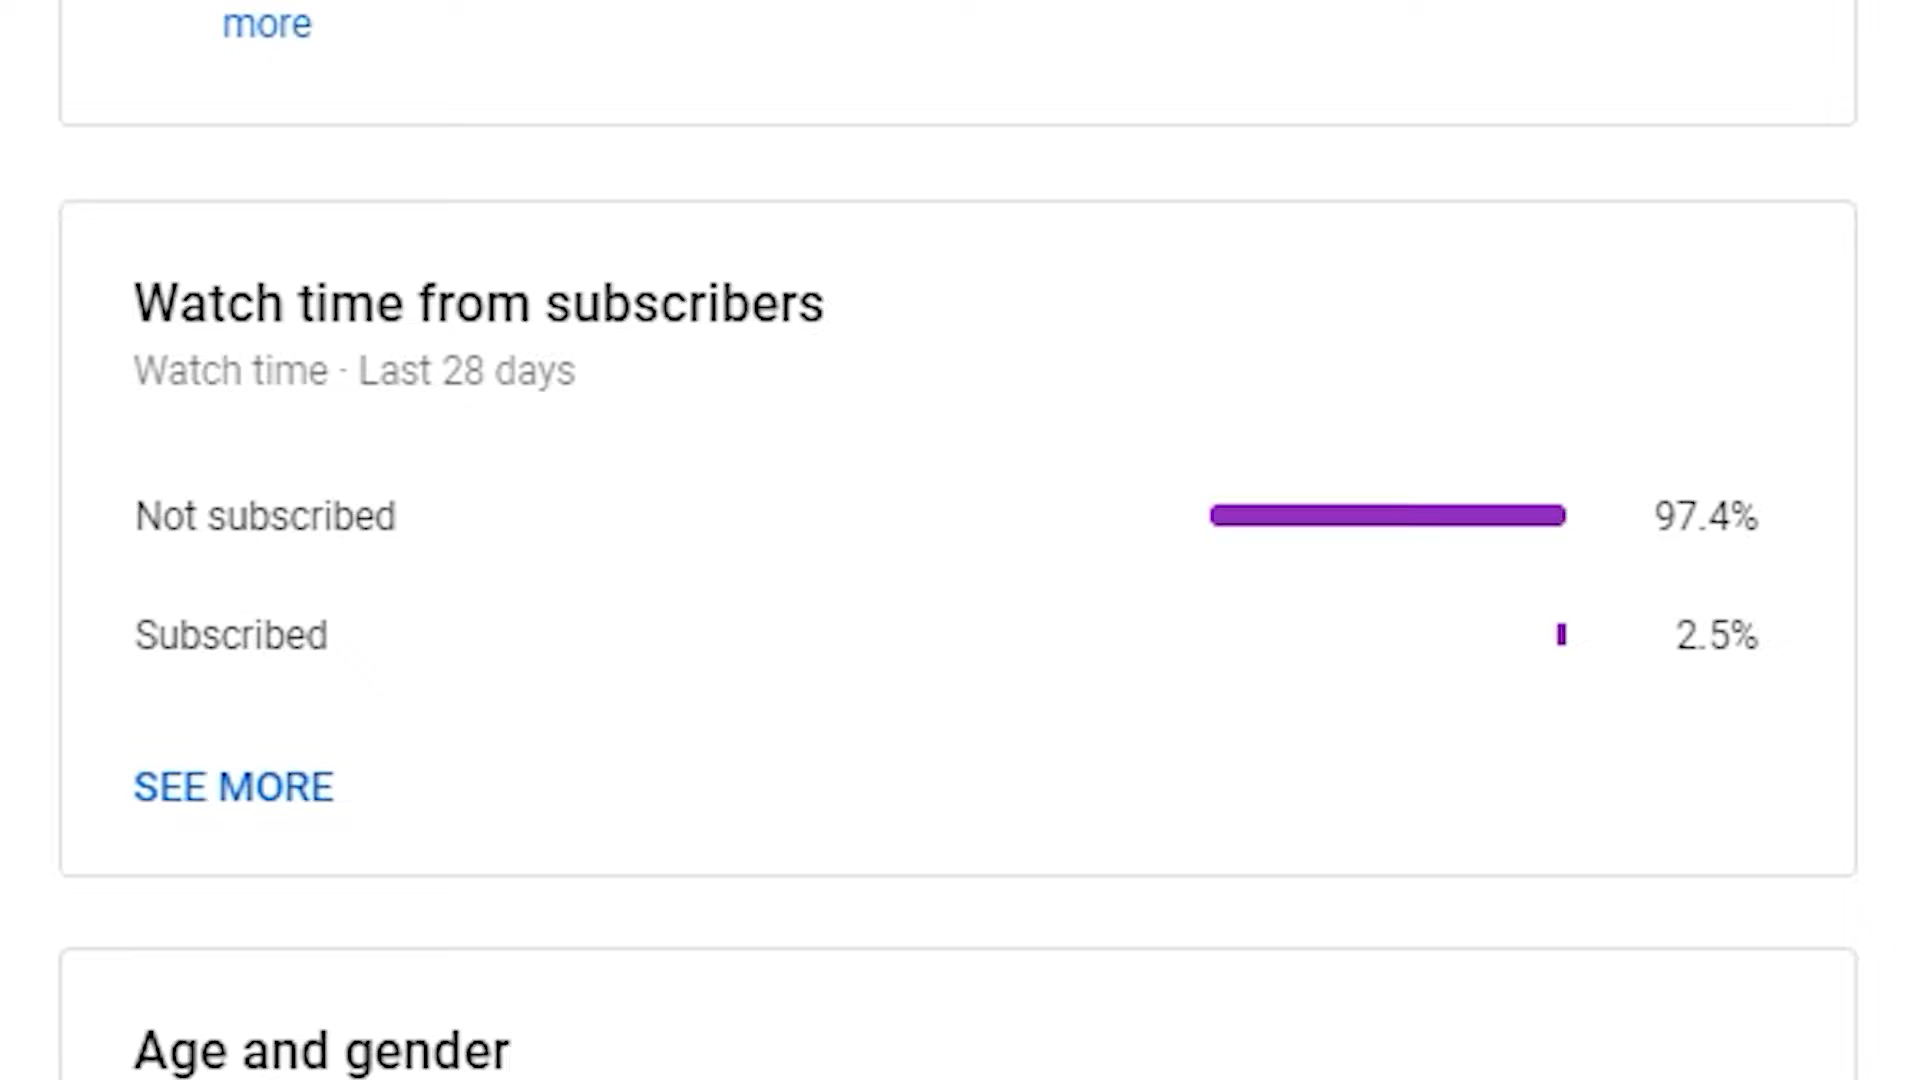 more
Watch time from subscribers
Watch time · Last 28 days
Not subscribed 97.4%
Subscribed 2.5%
SEE MORE
Age and gender